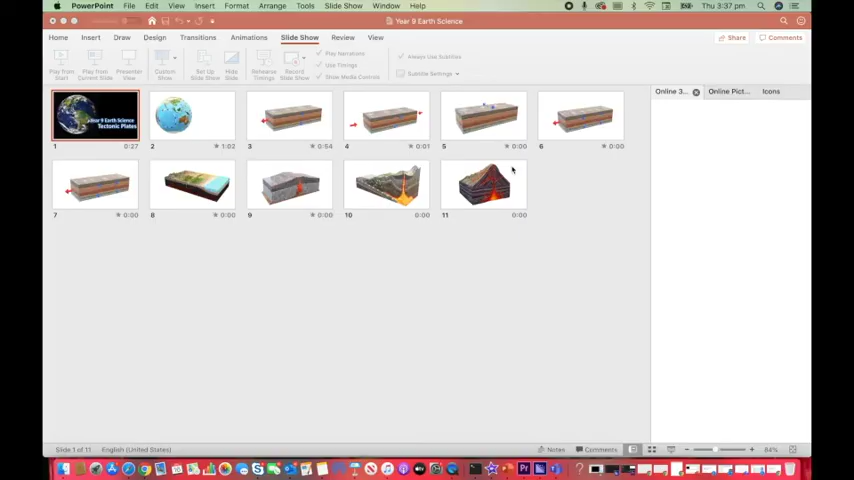 PowerPoint File Edit View Insert Format Arrange Tools Slide Show Window Help Thu 3:37 pm
Year 9 Earth Science
Home Insert Draw Design Transitions Animations Slide Show Review View Share Comments
Play from Start
Play from Current Slide
Presenter View
Custom Show
Set Up Slide Show
Hide Slide
Rehearse Timings
Record Slide Show
Play Narrations
Use Timings
Show Media Controls
Always Use Subtitles
Subtitle Settings
Online 3... Online Pict... Icons
Year 9 Earth Science
Tectonic Plates
1 0:27 2 1:02 3 0:54 4 0:01 5 0:00 6 0:00
7 0:00 8 0:00 9 0:00 10 0:00 11 0:00
Slide 1 of 11 English (United States) Notes Comments 84%